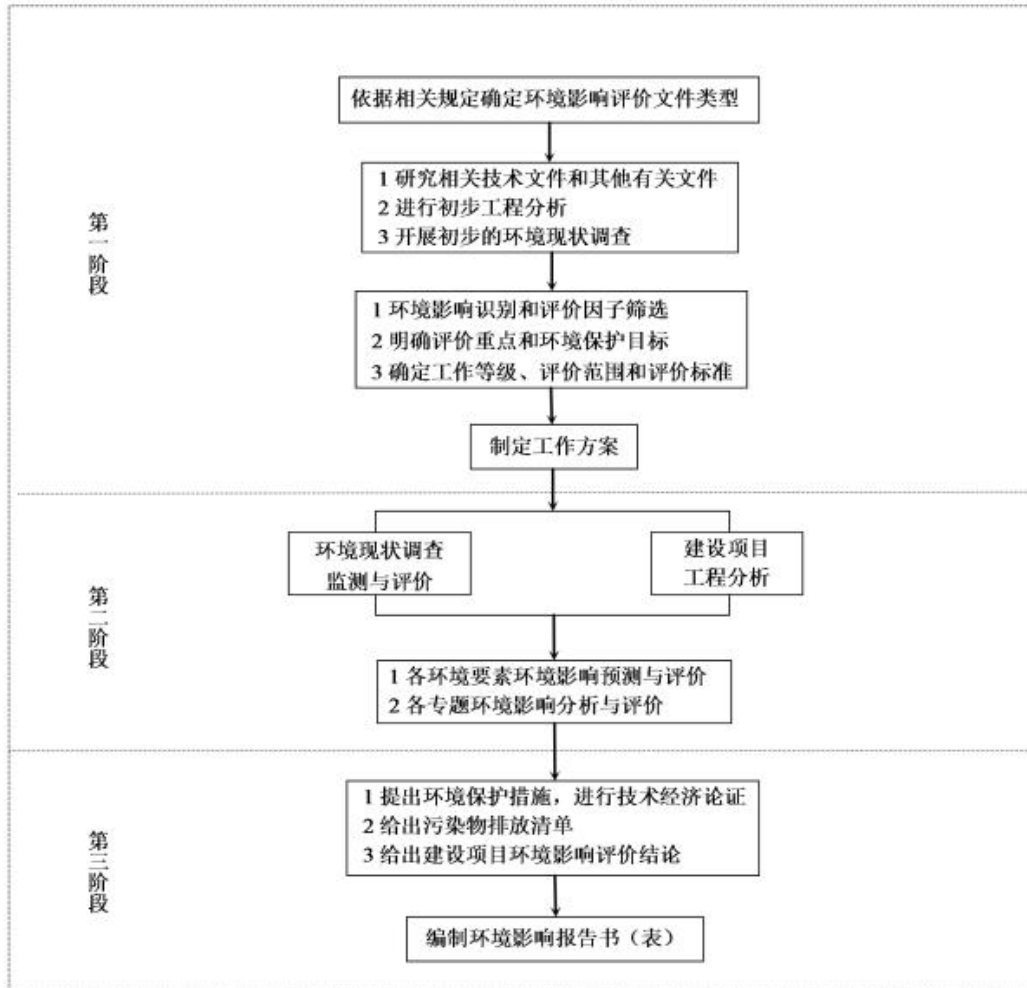 第一阶段
依据相关规定确定环境影响评价文件类型
1 研究相关技术文件和其他有关文件
2 进行初步工程分析
3 开展初步的环境现状调查
1 环境影响识别和评价因子筛选
2 明确评价重点和环境保护目标
3 确定工作等级、评价范围和评价标准
制定工作方案
第二阶段
环境现状调查
监测与评价
建设项目
工程分析
1 各环境要素环境影响预测与评价
2 各专题环境影响分析与评价
第三阶段
1 提出环境保护措施，进行技术经济论证
2 给出污染物排放清单
3 给出建设项目环境影响评价结论
编制环境影响报告书（表）